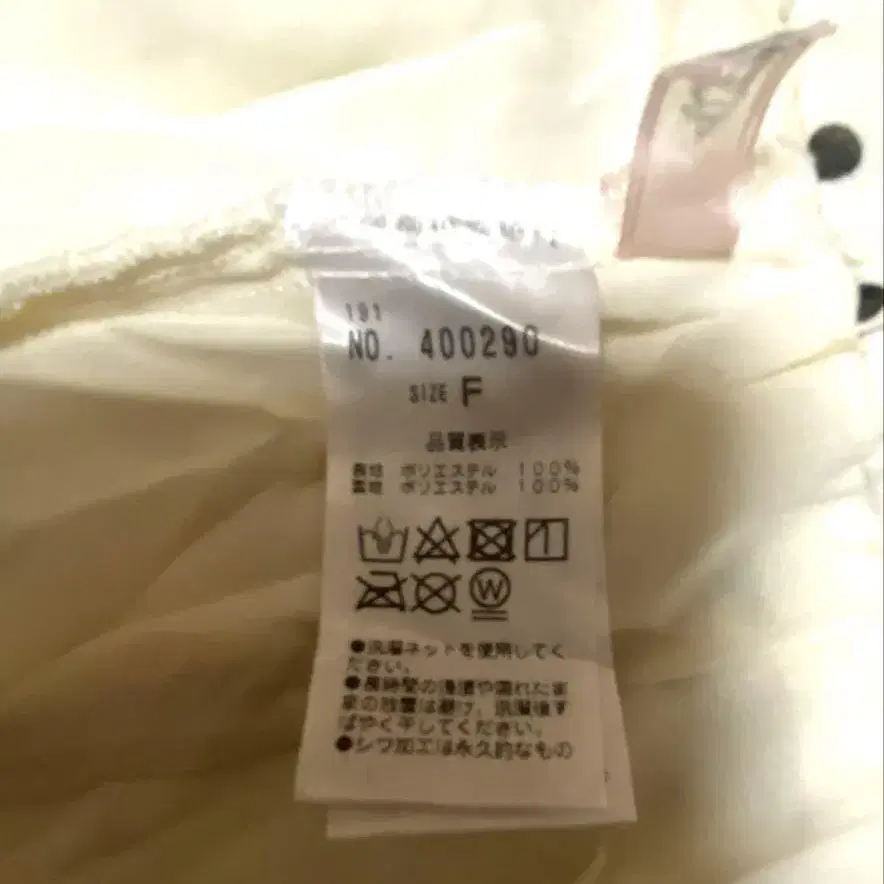 191
NO. 400290
SIZE F
品質表示
表地 ポリエステル 100%
裏地 ポリエステル 100%
W
●洗濯ネットを使用してく
ださい。
●長時間の浸漬や濡れたまま
の放置は避け、洗濯後す
ばやく干してください。
●シワ加工は永久的なもの